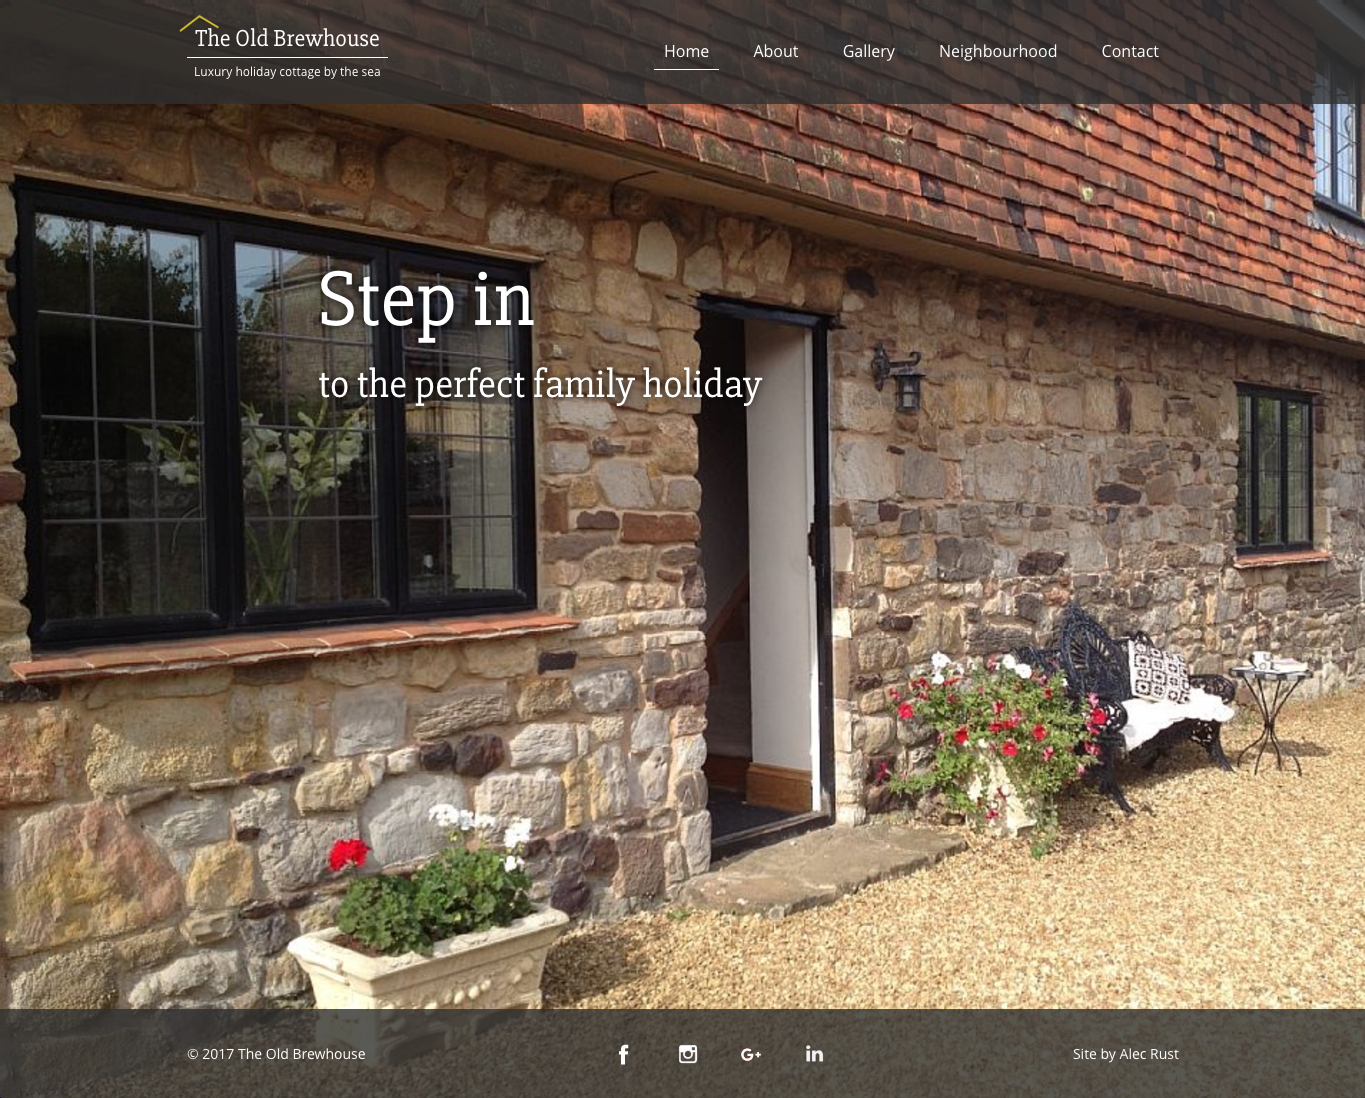 The Old Brewhouse
Luxury holiday cottage by the sea
Home About Gallery Neighbourhood Contact
Step in
to the perfect family holiday
© 2017 The Old Brewhouse
Site by Alec Rust